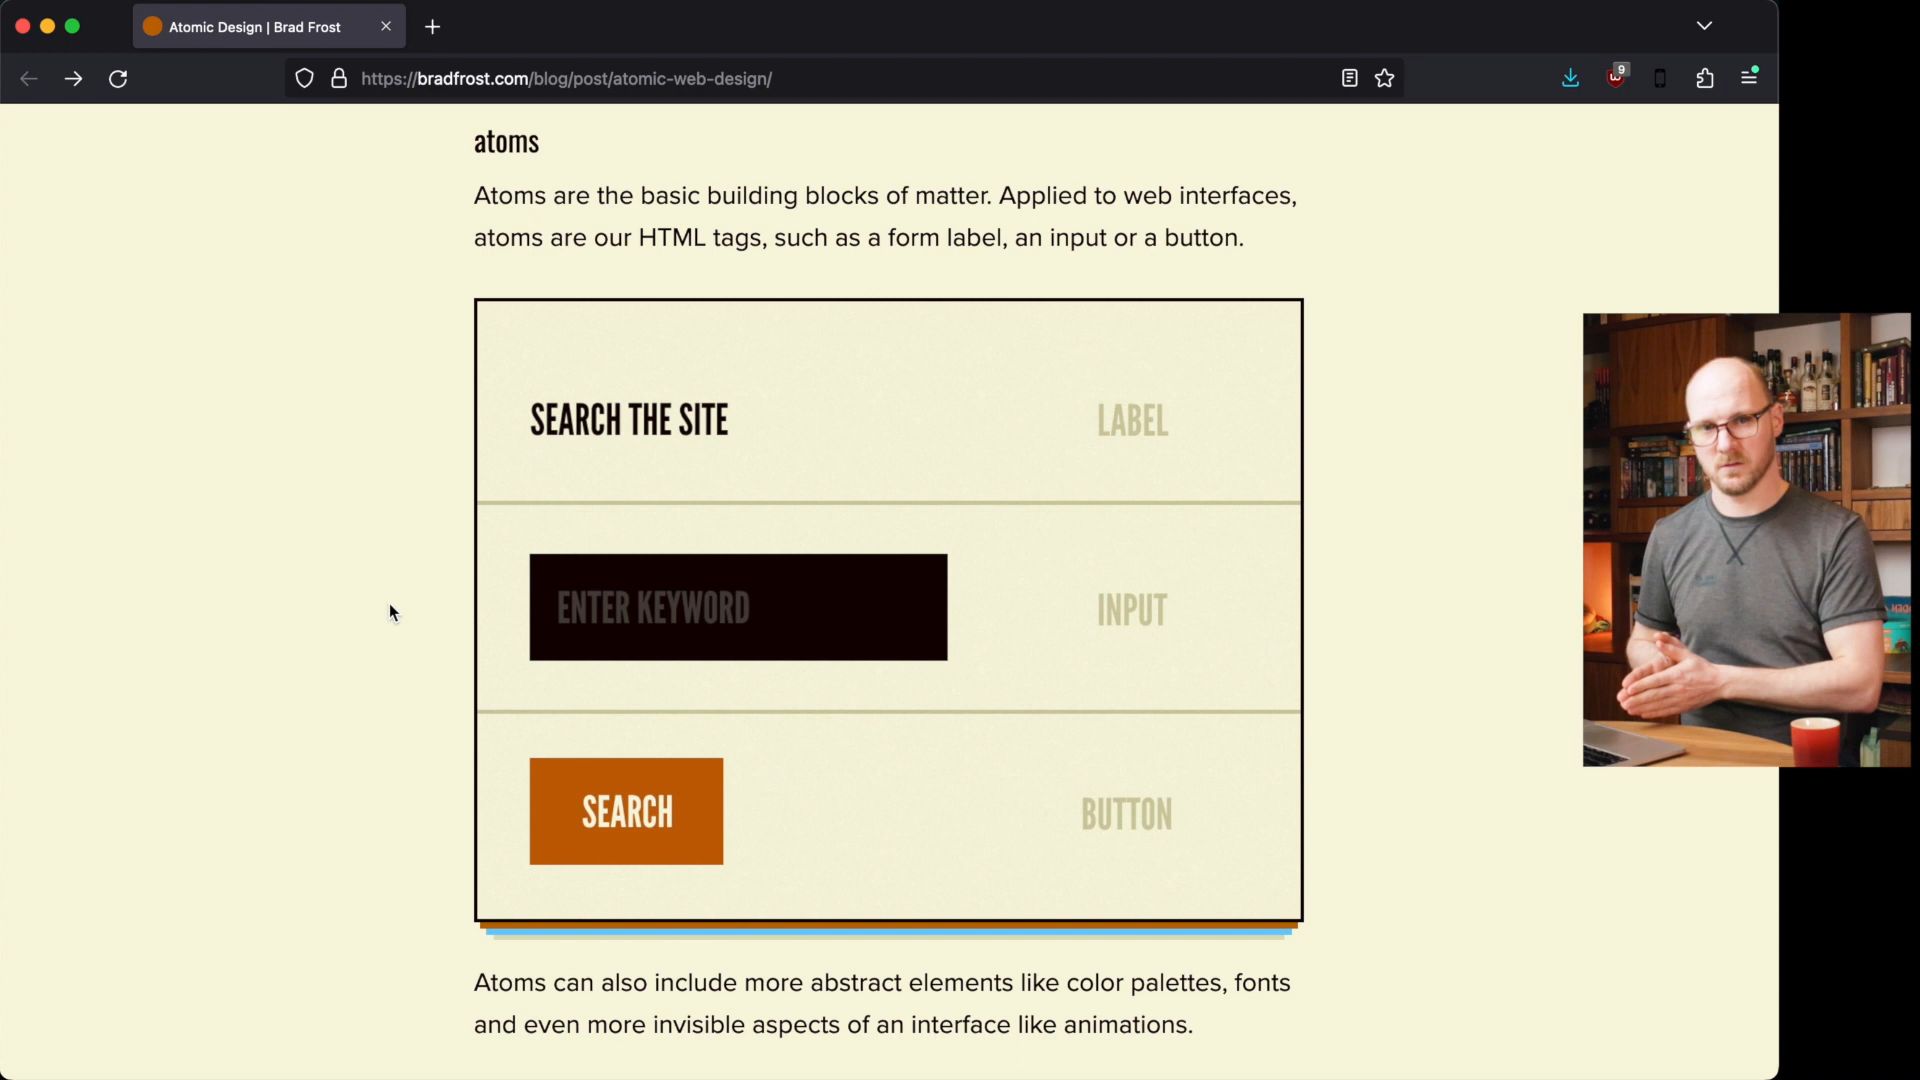 Atomic Design | Brad Frost
https://bradfrost.com/blog/post/atomic-web-design/
9
atoms
Atoms are the basic building blocks of matter. Applied to web interfaces,
atoms are our HTML tags, such as a form label, an input or a button.
SEARCH THE SITE
LABEL
ENTER KEYWORD
INPUT
SEARCH
BUTTON
Atoms can also include more abstract elements like color palettes, fonts
and even more invisible aspects of an interface like animations.